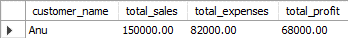 customer_name total_sales total_expenses total_profit
Anu 150000.00 82000.00 68000.00